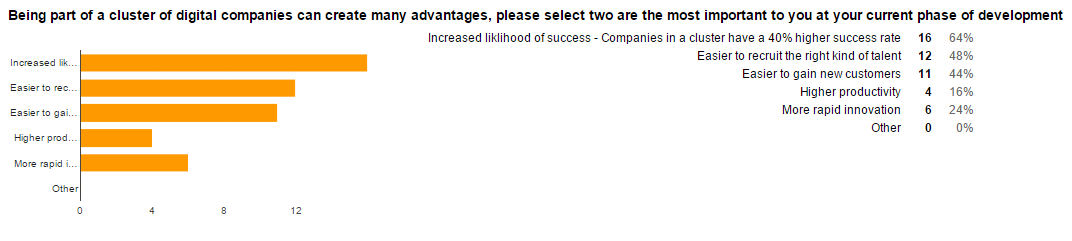 Being part of a cluster of digital companies can create many advantages, please select two are the most important to you at your current phase of development
Increased liklihood of success - Companies in a cluster have a 40% higher success rate 16 64%
Easier to recruit the right kind of talent 12 48%
Easier to gain new customers 11 44%
Higher productivity 4 16%
More rapid innovation 6 24%
Other 0 0%
Increased lik...
Easier to rec...
Easier to gai...
Higher prod...
More rapid i...
Other
0 4 8 12